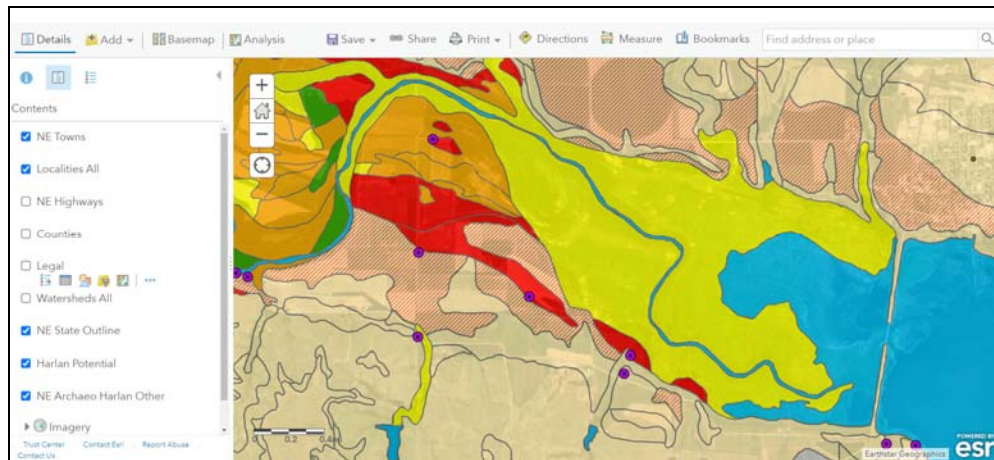 Details Add Basemap Analysis Save Share Print Directions Measure Bookmarks Find address or place
Contents
NE Towns
Localities All
NE Highways
Counties
Legal
Watersheds All
NE State Outline
Harlan Potential
NE Archaeo Harlan Other
Imagery
Trust Center Contact Esri Report Abuse
Contact Us
+
−
0.2
Earthstar Geographics
POWERED BY
esri